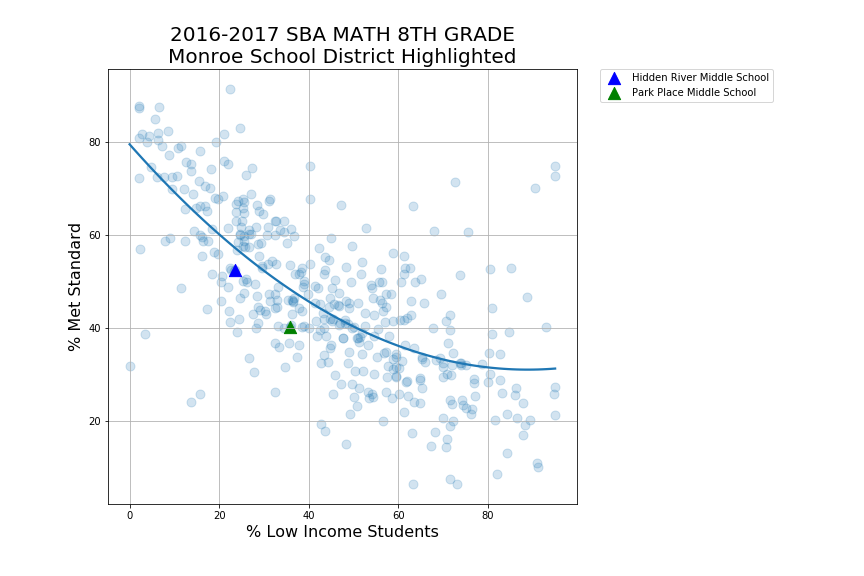 2016-2017 SBA MATH 8TH GRADE
Monroe School District Highlighted
Hidden River Middle School
Park Place Middle School
% Met Standard
80
60
40
20
0 20 40 60 80
% Low Income Students